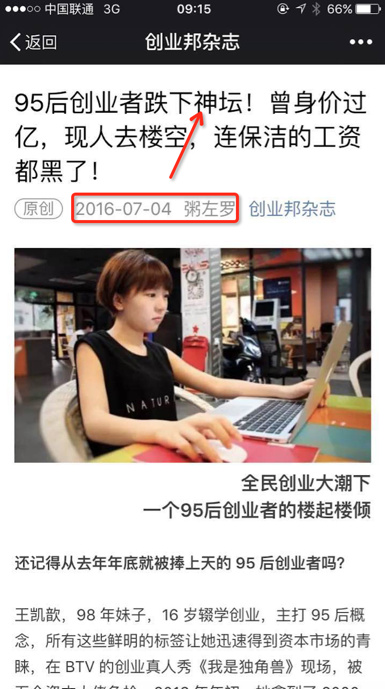 中国联通 3G 09:15 66%
返回 创业邦杂志
95后创业者跌下神坛！曾身价过
亿，现人去楼空，连保洁的工资
都黑了！
原创 2016-07-04 粥左罗 创业邦杂志
NATUR
全民创业大潮下
一个95后创业者的楼起楼倾
还记得从去年年底就被捧上天的 95 后创业者吗？
王凯歆，98 年妹子，16 岁辍学创业，主打 95 后概
念，所有这些鲜明的标签让她迅速得到资本市场的青
睐，在 BTV 的创业真人秀《我是独角兽》现场，被